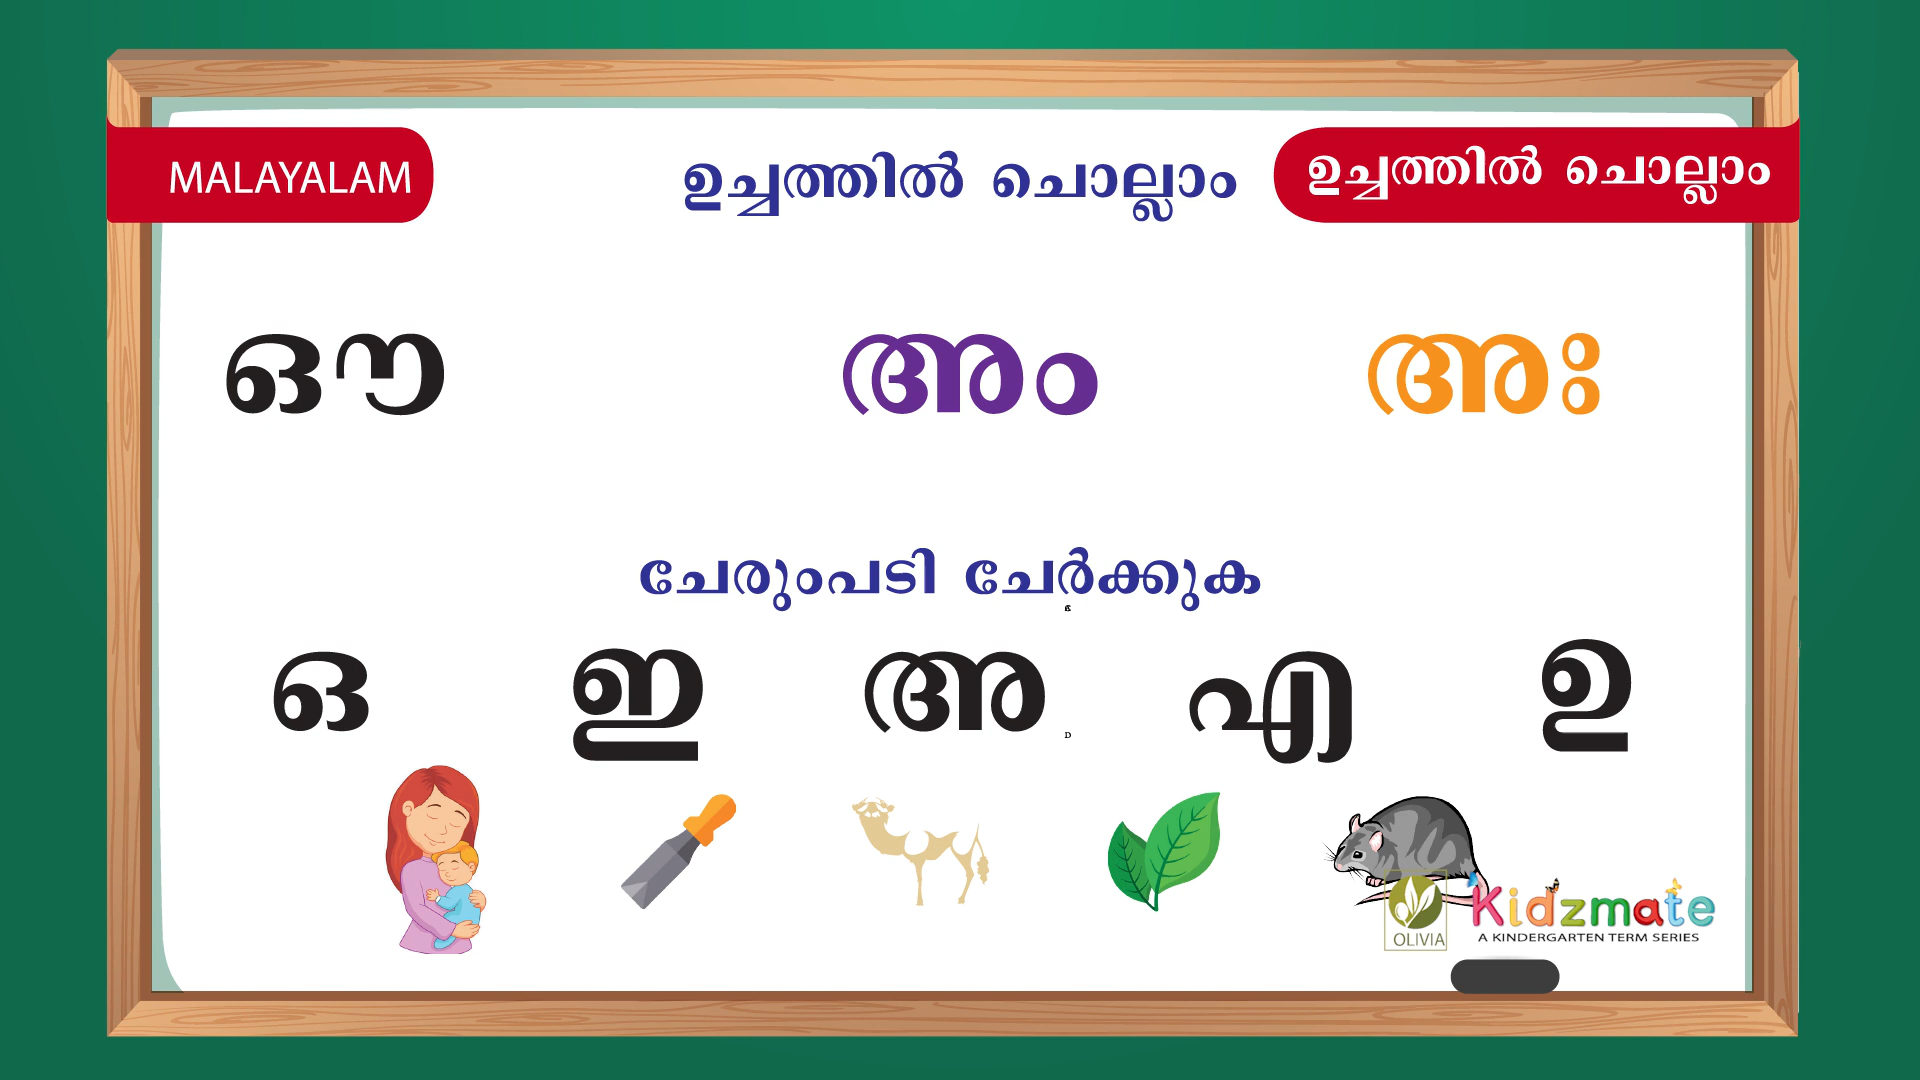 MALAYALAM
ഉച്ചത്തിൽ ചൊല്ലാം
ഉച്ചത്തിൽ ചൊല്ലാം
ഔ അം അഃ
ചേരുംപടി ചേർക്കുക
ഒ ഇ അ എ ഉ
D
OLIVIA
Kidzmate
A KINDERGARTEN TERM SERIES